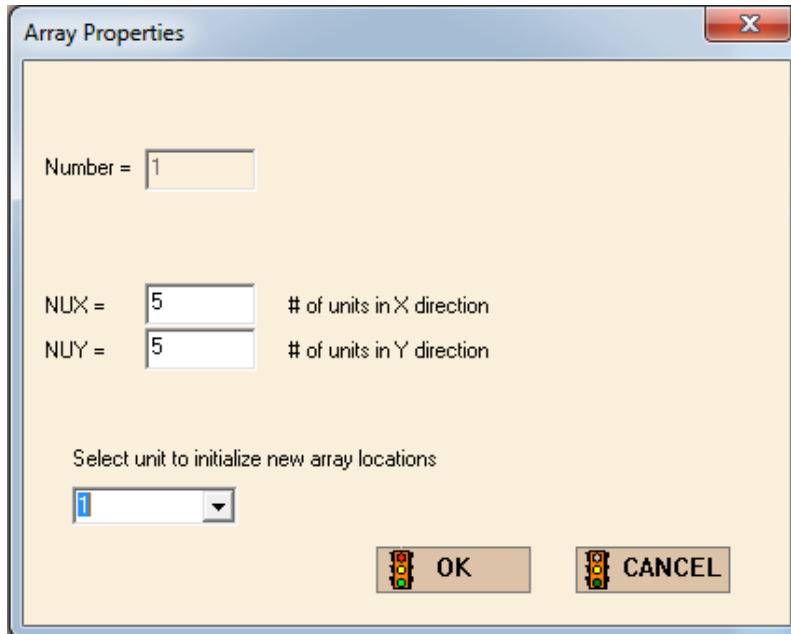 Array Properties
Number = 1
NUX = 5 # of units in X direction
NUY = 5 # of units in Y direction
Select unit to initialize new array locations
1
OK CANCEL